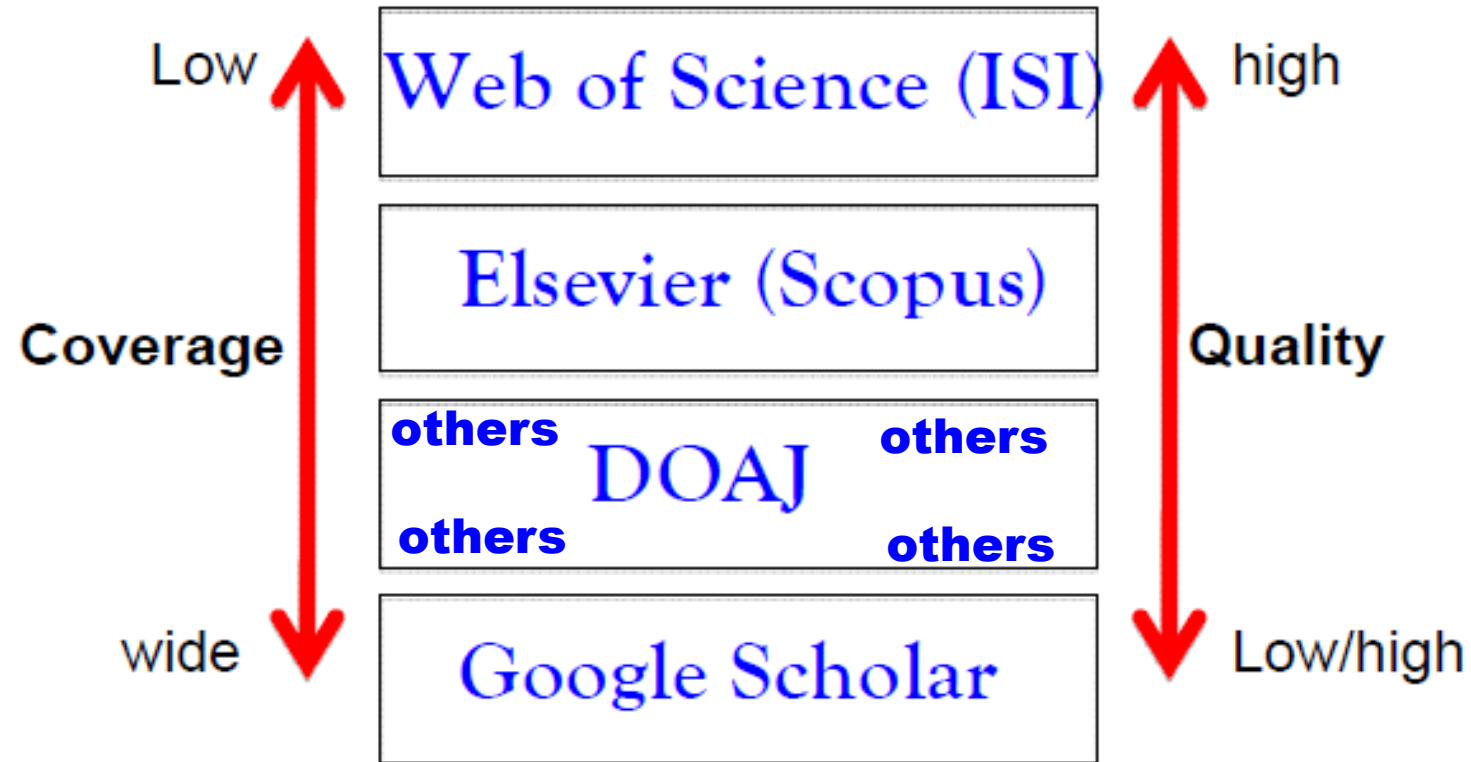 Low
Web of Science (ISI)
high
Elsevier (Scopus)
Coverage
Quality
others
others
DOAJ
others
others
wide
Google Scholar
Low/high